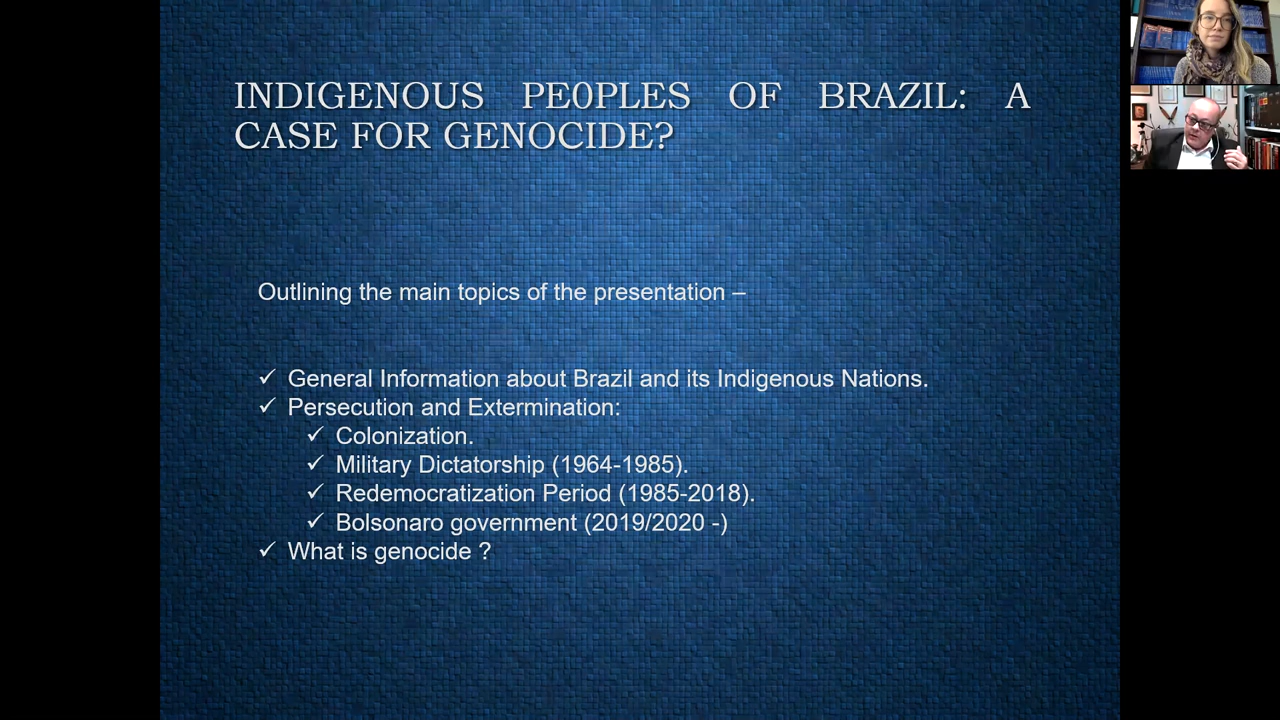 INDIGENOUS PE0PLES OF BRAZIL: A
CASE FOR GENOCIDE?
Outlining the main topics of the presentation –
✓ General Information about Brazil and its Indigenous Nations.
✓ Persecution and Extermination:
✓ Colonization.
✓ Military Dictatorship (1964-1985).
✓ Redemocratization Period (1985-2018).
✓ Bolsonaro government (2019/2020 -)
✓ What is genocide ?